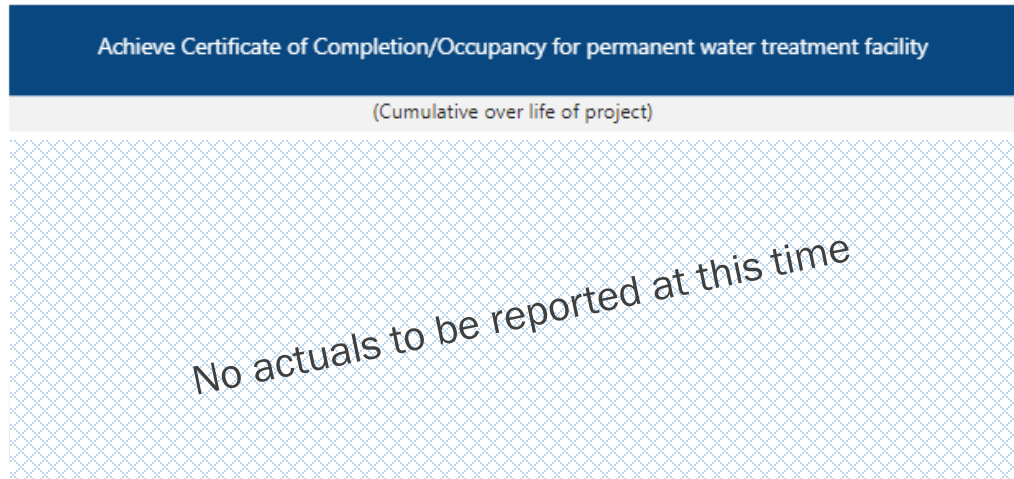 Achieve Certificate of Completion/Occupancy for permanent water treatment facility
(Cumulative over life of project)
No actuals to be reported at this time